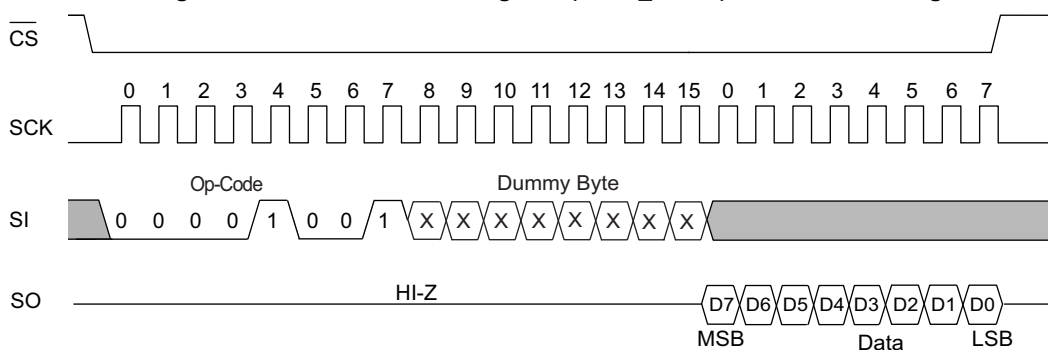 CS
0 1 2 3 4 5 6 7 8 9 10 11 12 13 14 15 0 1 2 3 4 5 6 7
SCK
Op-Code Dummy Byte
SI 0 0 0 0 1 0 0 1 X X X X X X X X
HI-Z
SO D7 D6 D5 D4 D3 D2 D1 D0
MSB Data LSB